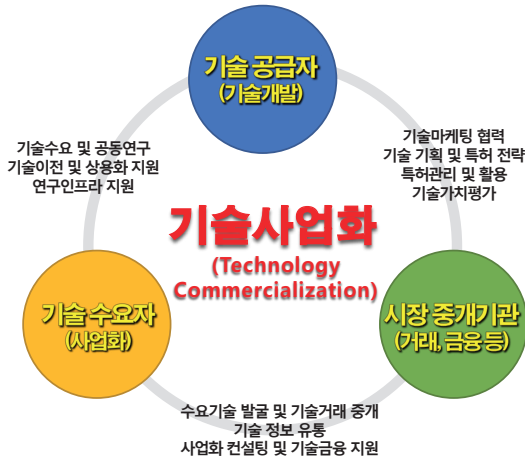 기술 공급자
(기술개발)
기술수요 및 공동연구
기술이전 및 상용화 지원
연구인프라 지원
기술마케팅 협력
기술 기획 및 특허 전략
특허관리 및 활용
기술가치평가
기술사업화
(Technology
Commercialization)
기술 수요자
(사업화)
시장 중개기관
(거래, 금융 등)
수요기술 발굴 및 기술거래 중개
기술 정보 유통
사업화 컨설팅 및 기술금융 지원